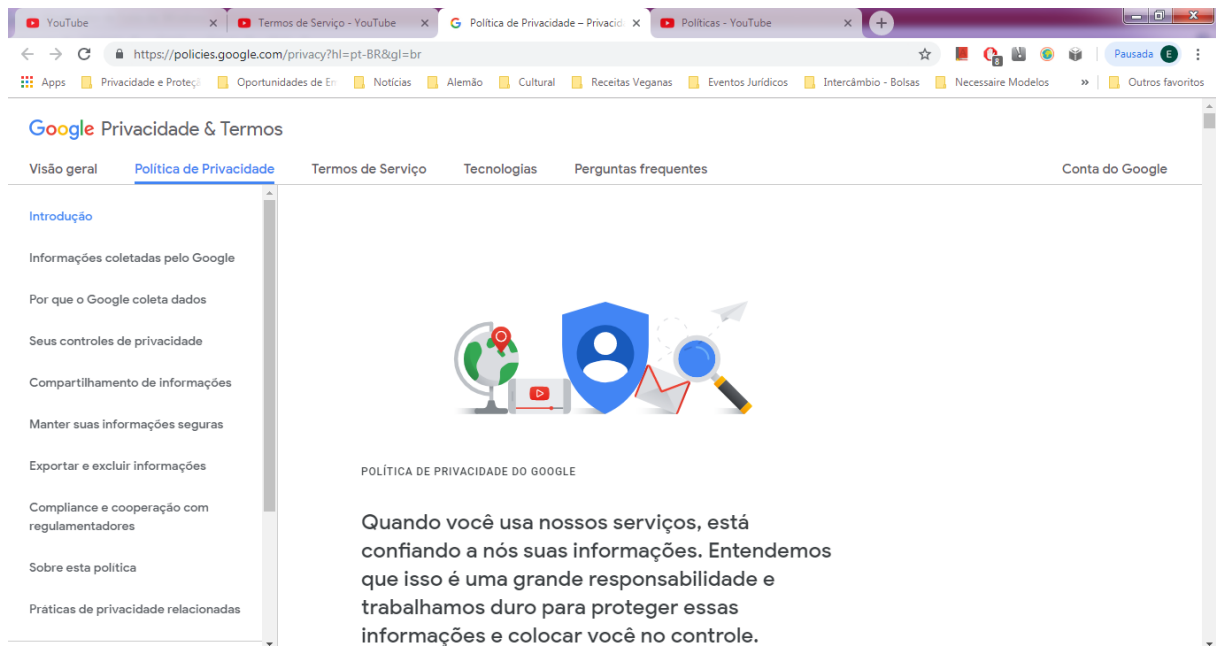 YouTube
Termos de Serviço - YouTube
Política de Privacidade – Privacid
Políticas - YouTube
https://policies.google.com/privacy?hl=pt-BR&gl=br
8
Pausada E
Apps
Privacidade e Proteçã
Oportunidades de Em
Notícias
Alemão
Cultural
Receitas Veganas
Eventos Jurídicos
Intercâmbio - Bolsas
Necessaire Modelos
»
Outros favoritos
Google Privacidade & Termos
Visão geral
Política de Privacidade
Termos de Serviço
Tecnologias
Perguntas frequentes
Conta do Google
Introdução
Informações coletadas pelo Google
Por que o Google coleta dados
Seus controles de privacidade
Compartilhamento de informações
Manter suas informações seguras
Exportar e excluir informações
Compliance e cooperação com
regulamentadores
Sobre esta política
Práticas de privacidade relacionadas
POLÍTICA DE PRIVACIDADE DO GOOGLE
Quando você usa nossos serviços, está
confiando a nós suas informações. Entendemos
que isso é uma grande responsabilidade e
trabalhamos duro para proteger essas
informações e colocar você no controle.